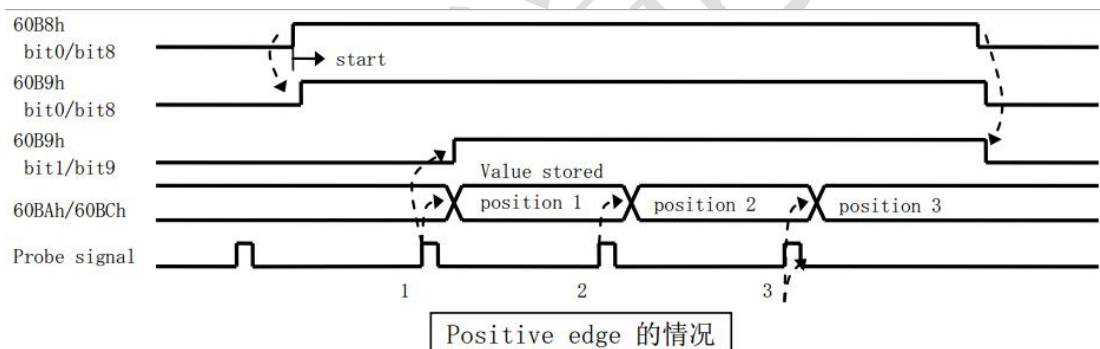 60B8h
bit0/bit8
start
60B9h
bit0/bit8
60B9h
bit1/bit9
Value stored
60BAh/60BCh
position 1
position 2
position 3
Probe signal
1
2
3
Positive edge 的情况